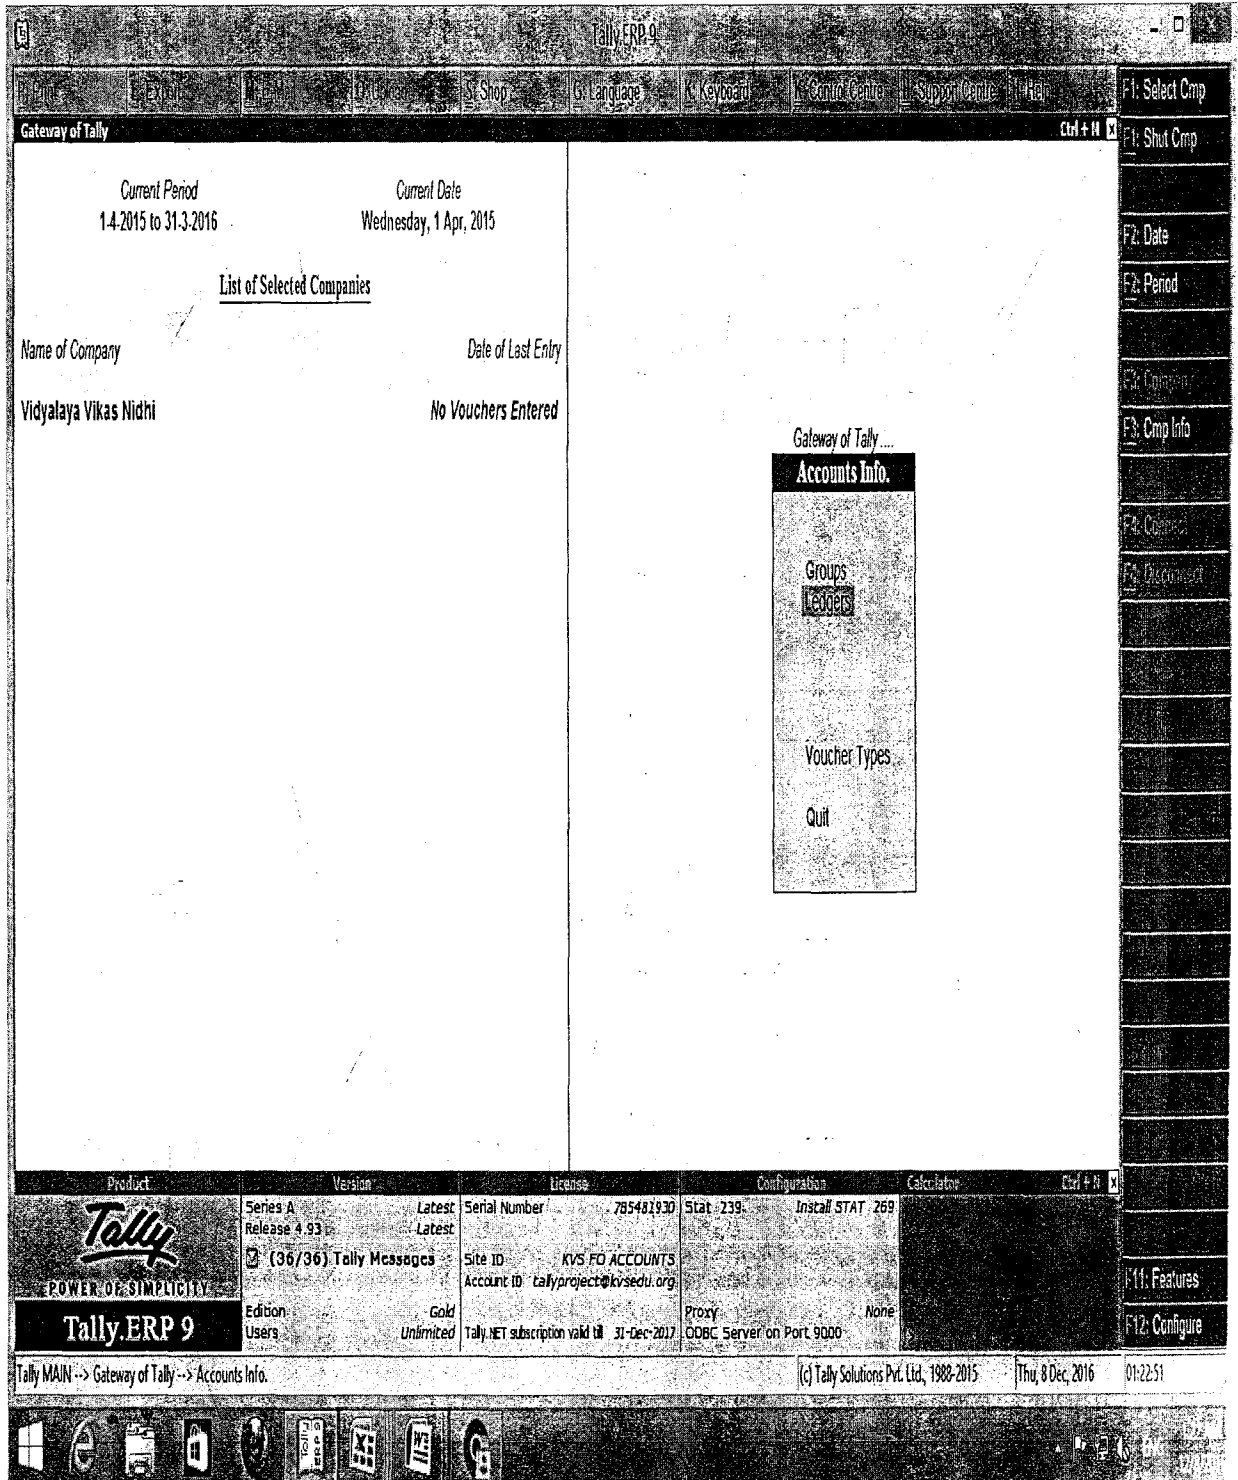 Tally.ERP 9
S: Shop
G: Language
K: Keyboard
K: Control Centre
H: Support Centre
H: Help
Gateway of Tally
Ctrl + N
Current Period
1-4-2015 to 31-3-2016
Current Date
Wednesday, 1 Apr, 2015
List of Selected Companies
Name of Company
Date of Last Entry
Vidyalaya Vikas Nidhi
No Vouchers Entered
Gateway of Tally ....
Accounts Info.
Groups
Ledgers
Voucher Types
Quit
F1: Select Cmp
F1: Shut Cmp
F2: Date
F2: Period
F3: Company
F3: Cmp Info
F4: Connect
F4: Disconnect
F11: Features
F12: Configure
Product
Tally
POWER OF SIMPLICITY
Tally.ERP 9
Version
Series A Latest
Release 4.93 Latest
(36/36) Tally Messages
Edition Gold
Users Unlimited
License
Serial Number 785481930
Site ID KVS FO ACCOUNTS
Account ID tallyproject@kvsedu.org
Tally.NET subscription valid till 31-Dec-2017
Configuration
Stat 239 Install STAT 269
Proxy None
ODBC Server on Port 9000
Calculator
Ctrl + N
Tally MAIN --> Gateway of Tally --> Accounts Info.
(c) Tally Solutions Pvt. Ltd., 1988-2015
Thu, 8 Dec, 2016
01:22:51